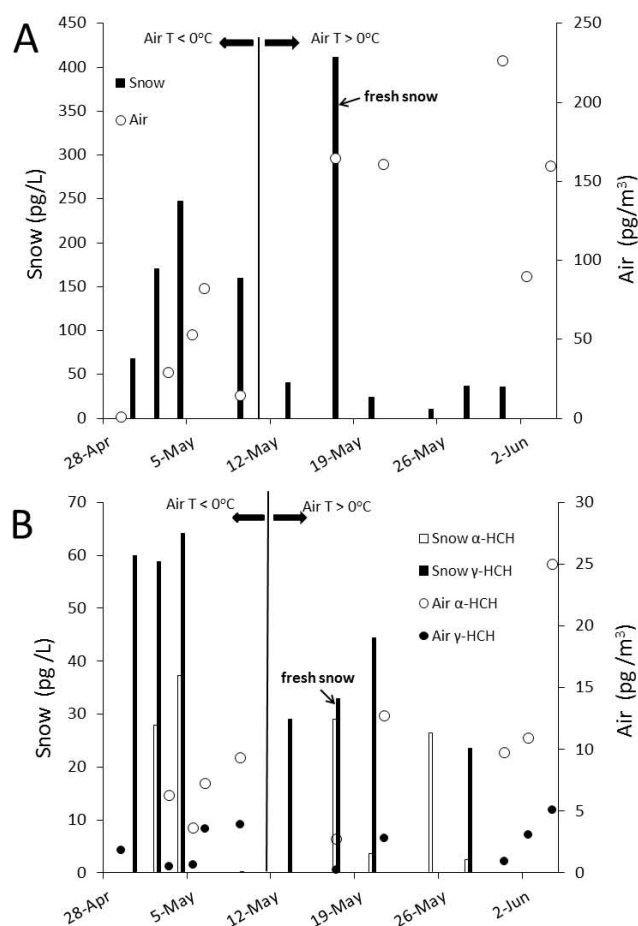 A
Air T < 0°C
Air T > 0°C
450
400
350
300
250
200
150
100
50
0
Snow (pg/L)
Snow
Air
fresh snow
250
200
150
100
50
0
Air (pg/m³)
28-Apr
5-May
12-May
19-May
26-May
2-Jun
B
Air T < 0°C
Air T > 0°C
70
60
50
40
30
20
10
0
Snow (pg /L)
Snow α-HCH
Snow γ-HCH
Air α-HCH
Air γ-HCH
fresh snow
30
25
20
15
10
5
0
Air (pg /m³)
28-Apr
5-May
12-May
19-May
26-May
2-Jun